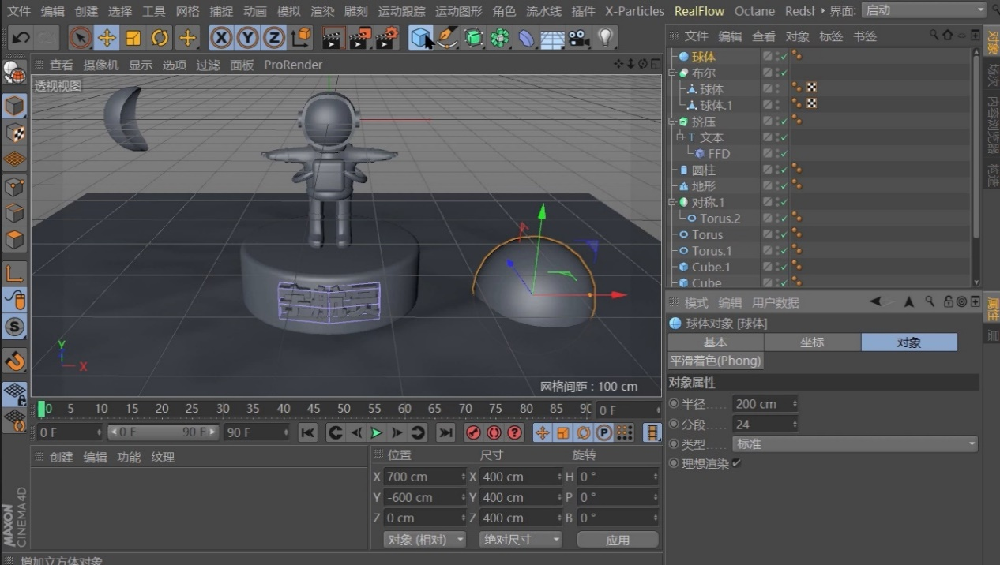 文件 编辑 创建 选择 工具 网格 捕捉 动画 模拟 渲染 雕刻 运动跟踪 运动图形 角色 流水线 插件 X-Particles RealFlow Octane Redsh 界面: 启动
X Y Z
文件 编辑 查看 对象 标签 书签
查看 摄像机 显示 选项 过滤 面板 ProRender
透视视图
球体
布尔
球体
球体.1
挤压
文本
FFD
圆柱
地形
对称.1
Torus.2
Torus
Torus.1
Cube.1
Cube
对象
场次
内容浏览器
构造
Y
X
网格间距 : 100 cm
模式 编辑 用户数据
属性
层
球体对象 [球体]
基本 坐标 对象
平滑着色(Phong)
对象属性
半径 200 cm
分段 24
类型 标准
理想渲染
0 5 10 15 20 25 30 35 40 45 50 55 60 65 70 75 80 85 90 0 F
0 F 0 F 90 F 90 F
创建 编辑 功能 纹理
位置 尺寸 旋转
X 700 cm X 400 cm H 0 °
Y -600 cm Y 400 cm P 0 °
Z 0 cm Z 400 cm B 0 °
对象 (相对) 绝对尺寸 应用
MAXON
CINEMA 4D
增加立方体对象